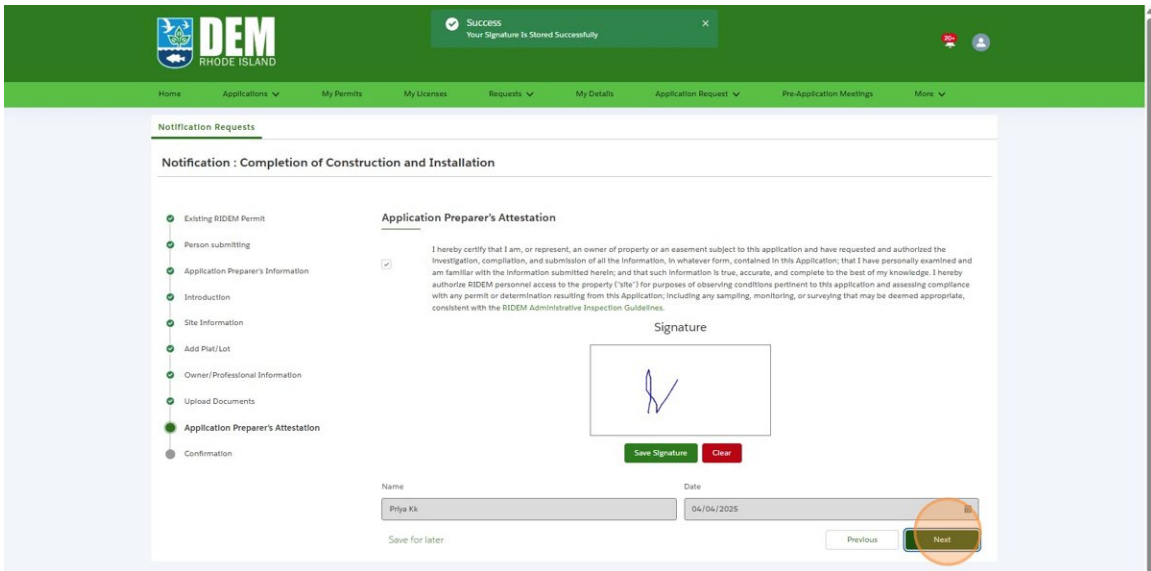 Success
Your Signature Is Stored Successfully
DEM
RHODE ISLAND
20+
Home Applications My Permits My Licenses Requests My Details Application Request Pre-Application Meetings More
Notification Requests
Notification : Completion of Construction and Installation
Existing RIDEM Permit
Person submitting
Application Preparer's Information
Introduction
Site Information
Add Plat/Lot
Owner/Professional Information
Upload Documents
Application Preparer's Attestation
Confirmation
Application Preparer's Attestation
I hereby certify that I am, or represent, an owner of property or an easement subject to this application and have requested and authorized the
investigation, compilation, and submission of all the information, in whatever form, contained in this Application; that I have personally examined and
am familiar with the information submitted herein; and that such information is true, accurate, and complete to the best of my knowledge. I hereby
authorize RIDEM personnel access to the property ("site") for purposes of observing conditions pertinent to this application and assessing compliance
with any permit or determination resulting from this Application; including any sampling, monitoring, or surveying that may be deemed appropriate,
consistent with the RIDEM Administrative Inspection Guidelines.
Signature
Save Signature Clear
Name Date
Priya Kk 04/04/2025
Save for later Previous Next